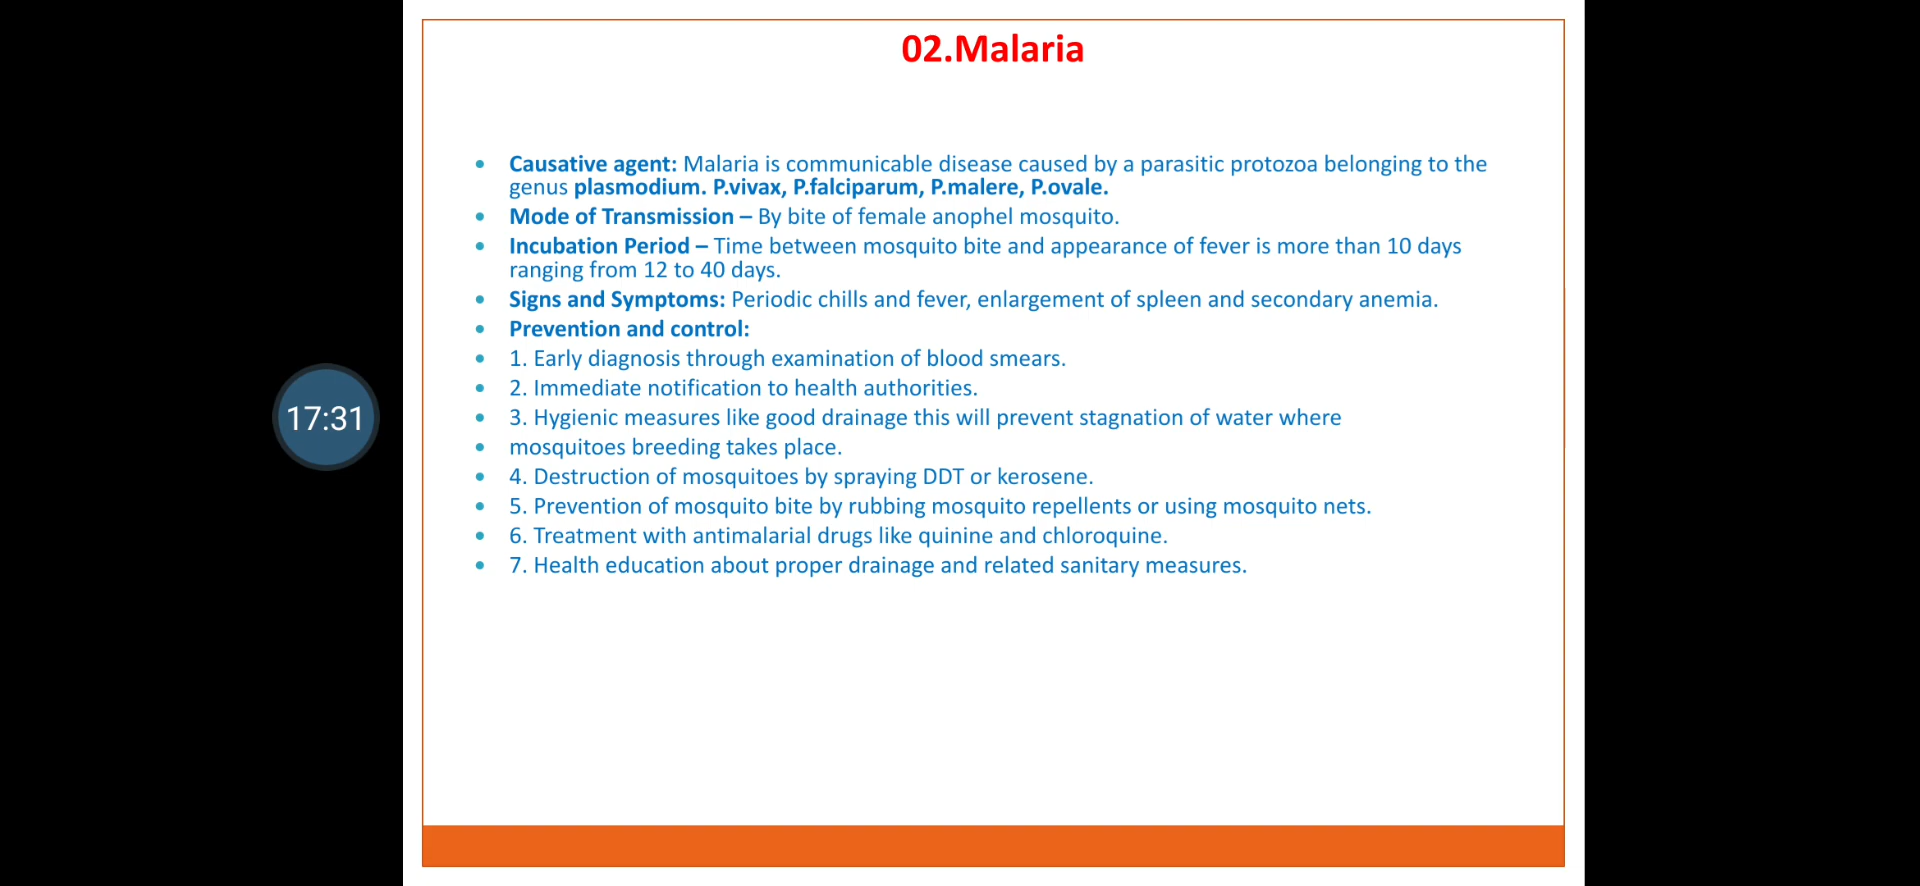 02.Malaria
• Causative agent: Malaria is communicable disease caused by a parasitic protozoa belonging to the
genus plasmodium. P.vivax, P.falciparum, P.malere, P.ovale.
• Mode of Transmission – By bite of female anophel mosquito.
• Incubation Period – Time between mosquito bite and appearance of fever is more than 10 days
ranging from 12 to 40 days.
• Signs and Symptoms: Periodic chills and fever, enlargement of spleen and secondary anemia.
• Prevention and control:
• 1. Early diagnosis through examination of blood smears.
• 2. Immediate notification to health authorities.
• 3. Hygienic measures like good drainage this will prevent stagnation of water where
• mosquitoes breeding takes place.
• 4. Destruction of mosquitoes by spraying DDT or kerosene.
• 5. Prevention of mosquito bite by rubbing mosquito repellents or using mosquito nets.
• 6. Treatment with antimalarial drugs like quinine and chloroquine.
• 7. Health education about proper drainage and related sanitary measures.
17:31